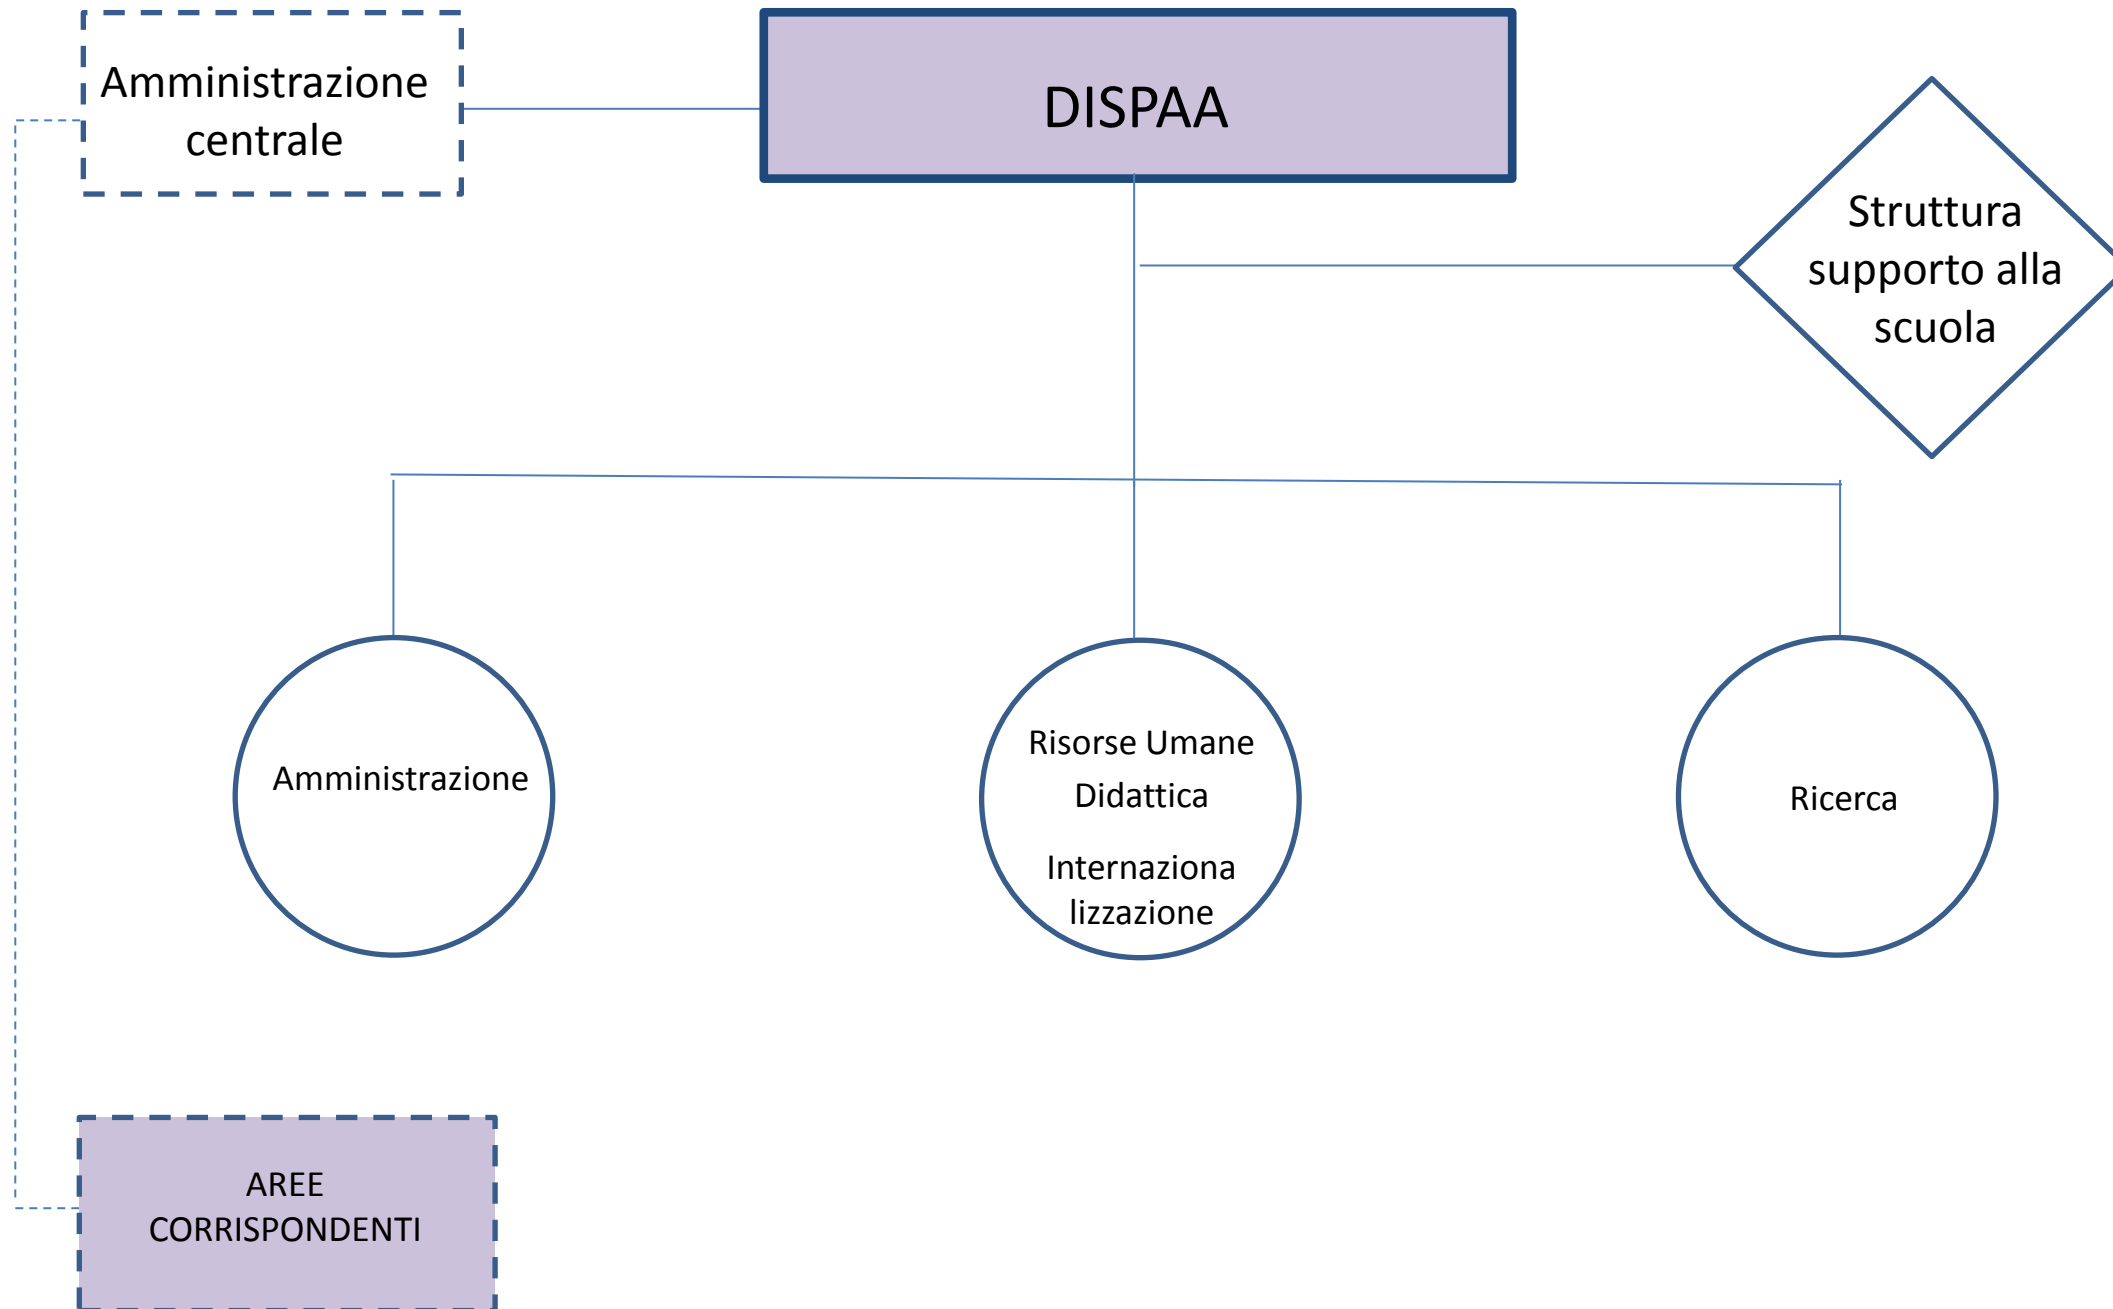 Amministrazione
centrale
DISPAA
Struttura
supporto alla
scuola
Amministrazione
Risorse Umane
Didattica
Internaziona
lizzazione
Ricerca
AREE
CORRISPONDENTI